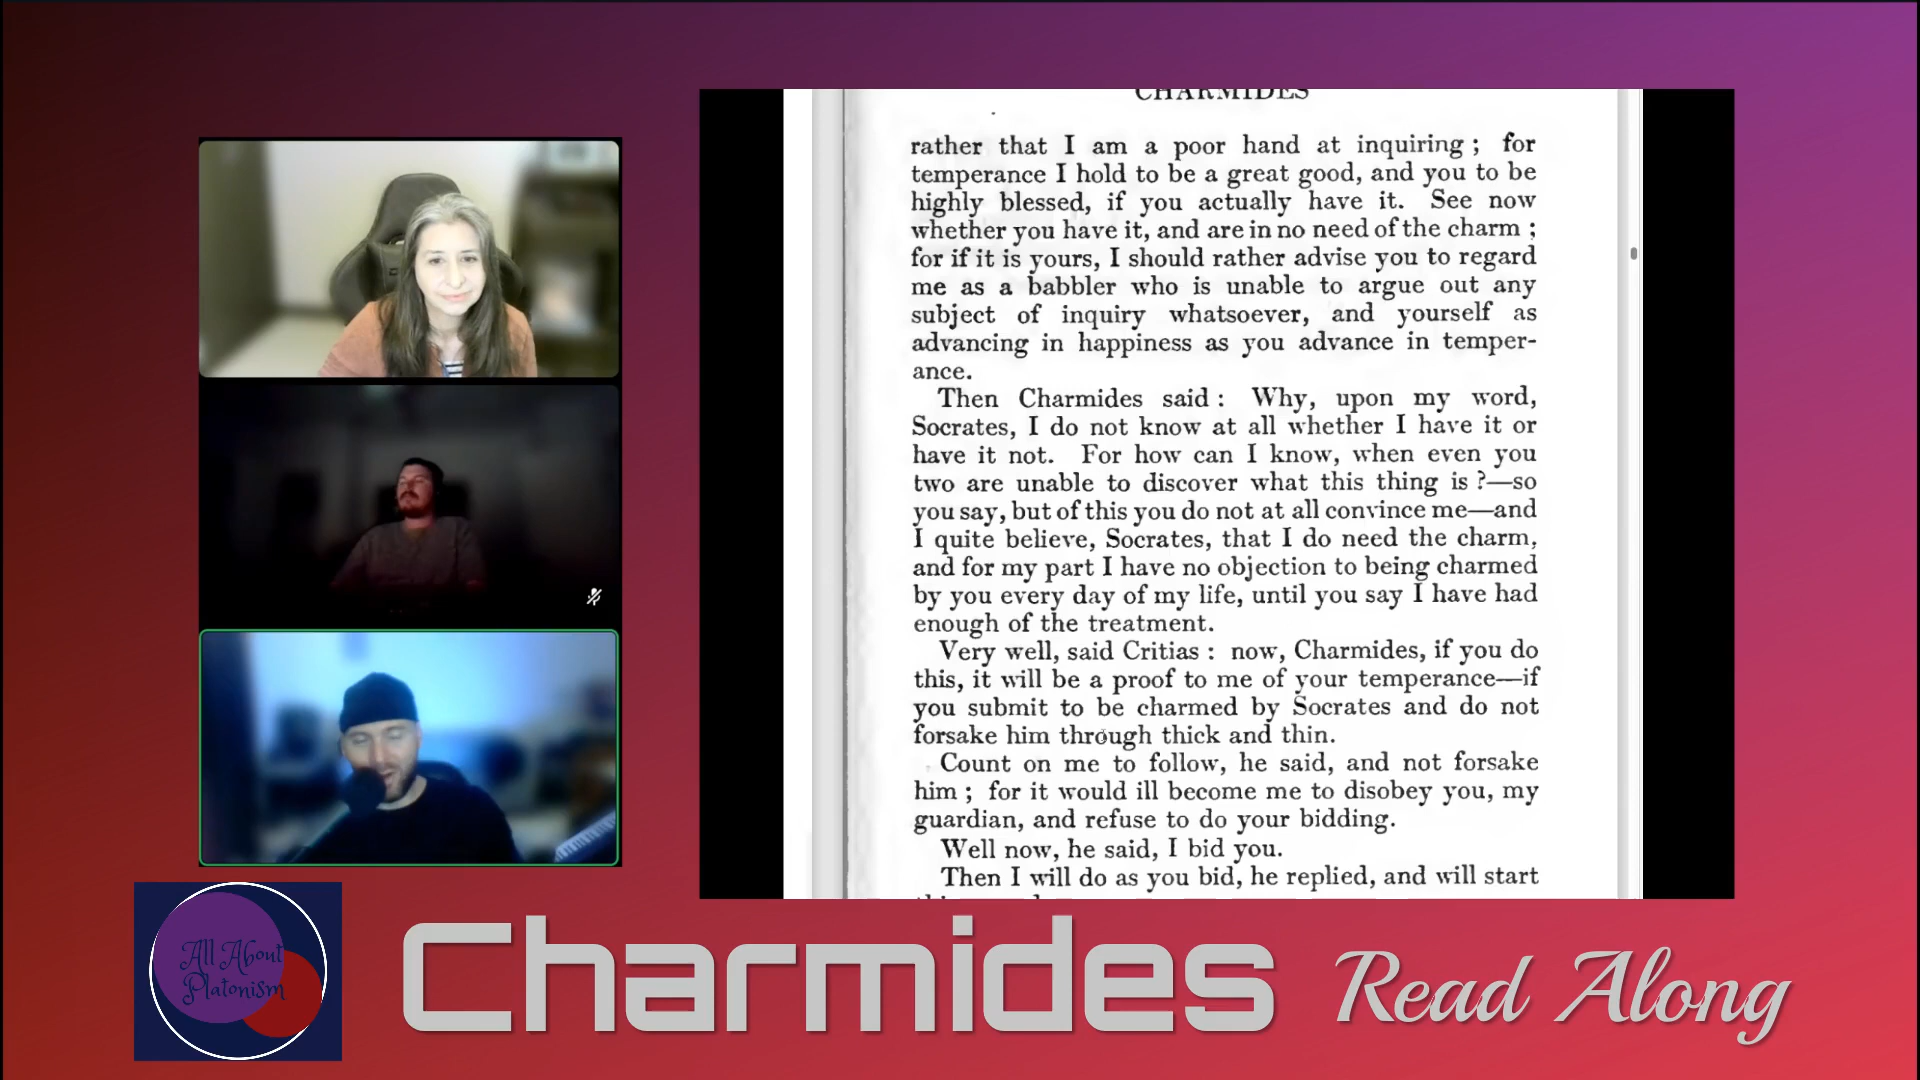 CHARMIDES
rather that I am a poor hand at inquiring ; for
temperance I hold to be a great good, and you to be
highly blessed, if you actually have it. See now
whether you have it, and are in no need of the charm ;
for if it is yours, I should rather advise you to regard
me as a babbler who is unable to argue out any
subject of inquiry whatsoever, and yourself as
advancing in happiness as you advance in temper-
ance.
Then Charmides said : Why, upon my word,
Socrates, I do not know at all whether I have it or
have it not. For how can I know, when even you
two are unable to discover what this thing is ?—so
you say, but of this you do not at all convince me—and
I quite believe, Socrates, that I do need the charm,
and for my part I have no objection to being charmed
by you every day of my life, until you say I have had
enough of the treatment.
Very well, said Critias : now, Charmides, if you do
this, it will be a proof to me of your temperance—if
you submit to be charmed by Socrates and do not
forsake him through thick and thin.
Count on me to follow, he said, and not forsake
him ; for it would ill become me to disobey you, my
guardian, and refuse to do your bidding.
Well now, he said, I bid you.
Then I will do as you bid, he replied, and will start
All About
Platonism
Charmides Read Along